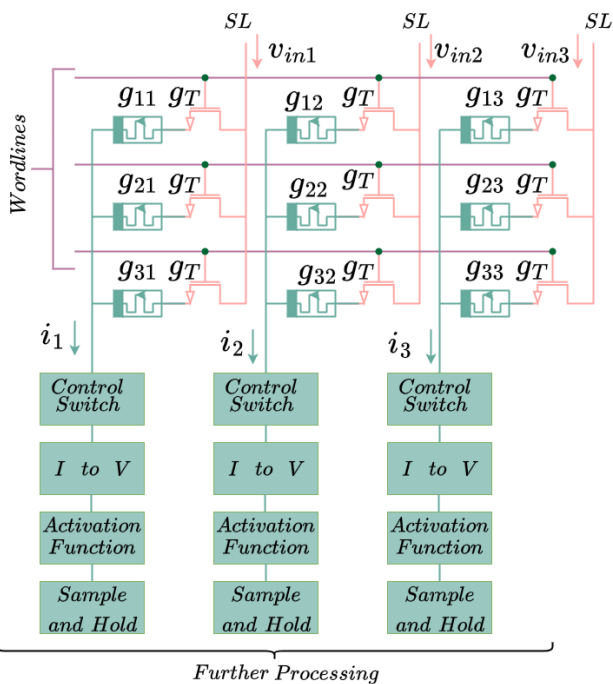 SL SL SL
v_in1 v_in2 v_in3
Wordlines
g_11 g_T g_12 g_T g_13 g_T
g_21 g_T g_22 g_T g_23 g_T
g_31 g_T g_32 g_T g_33 g_T
i_1 i_2 i_3
Control Control Control
Switch Switch Switch
I to V I to V I to V
Activation Activation Activation
Function Function Function
Sample Sample Sample
and Hold and Hold and Hold
Further Processing